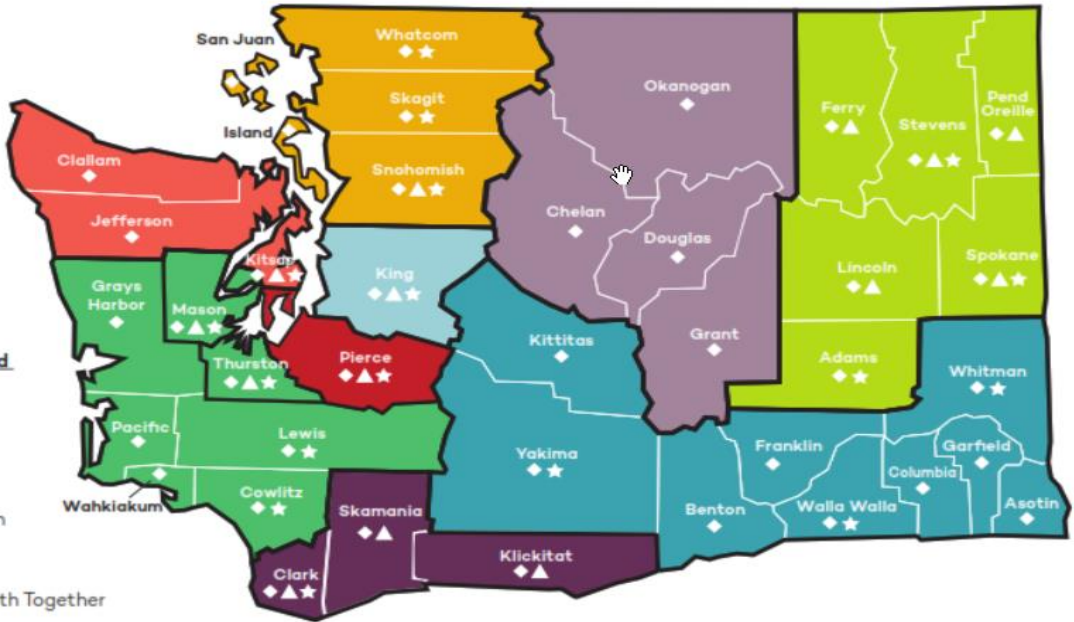 San Juan
Whatcom
Skagit
Island
Snohomish
Okanogan
Ferry
Stevens
Pend
Oreille
Clallam
Jefferson
Chelan
Douglas
Kitsap
King
Lincoln
Spokane
Grays
Harbor
Mason
Kittitas
Grant
d
Thurston
Pierce
Adams
Whitman
Pacific
Lewis
Yakima
Franklin
Garfield
Columbia
Wahkiakum
Cowlitz
Skamania
Benton
Walla Walla
Asotin
n
Klickitat
Clark
th Together